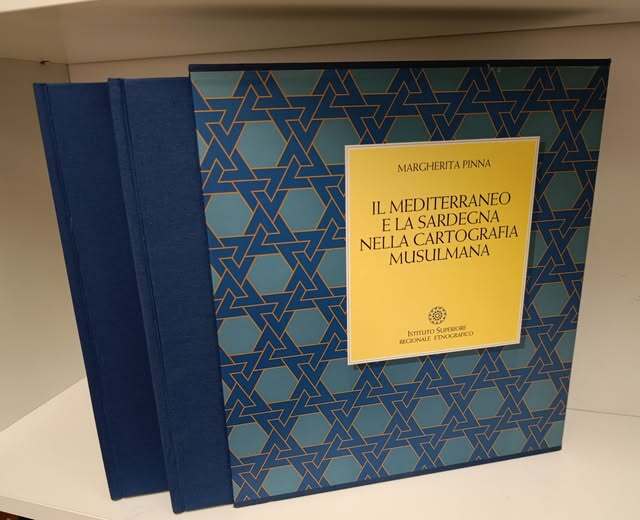 MARGHERITA PINNA
IL MEDITERRANEO
E LA SARDEGNA
NELLA CARTOGRAFIA
MUSULMANA
ISTITUTO SUPERIORE
REGIONALE ETNOGRAFICO